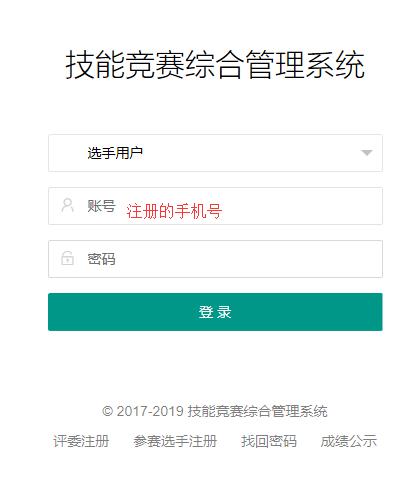 技能竞赛综合管理系统
选手用户
账号 注册的手机号
密码
登 录
© 2017-2019 技能竞赛综合管理系统
评委注册 参赛选手注册 找回密码 成绩公示